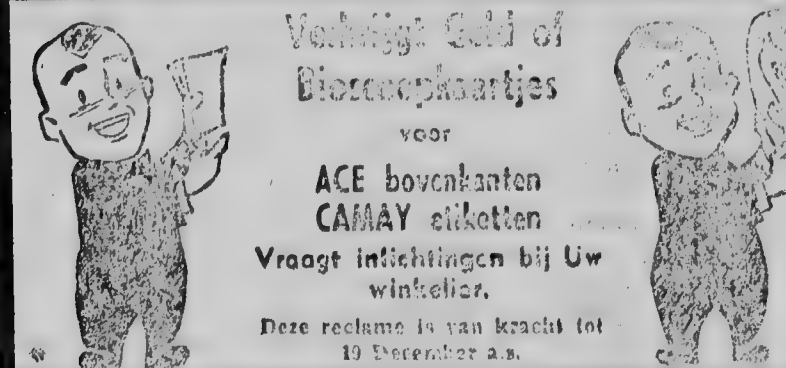 Verkrijgt Geld of
Bioscoopkaartjes
voor
ACE bovenkanten
CAMAY etiketten
Vraagt inlichtingen bij Uw
winkelier.
Deze reclame is van kracht tot
19 December a.s.